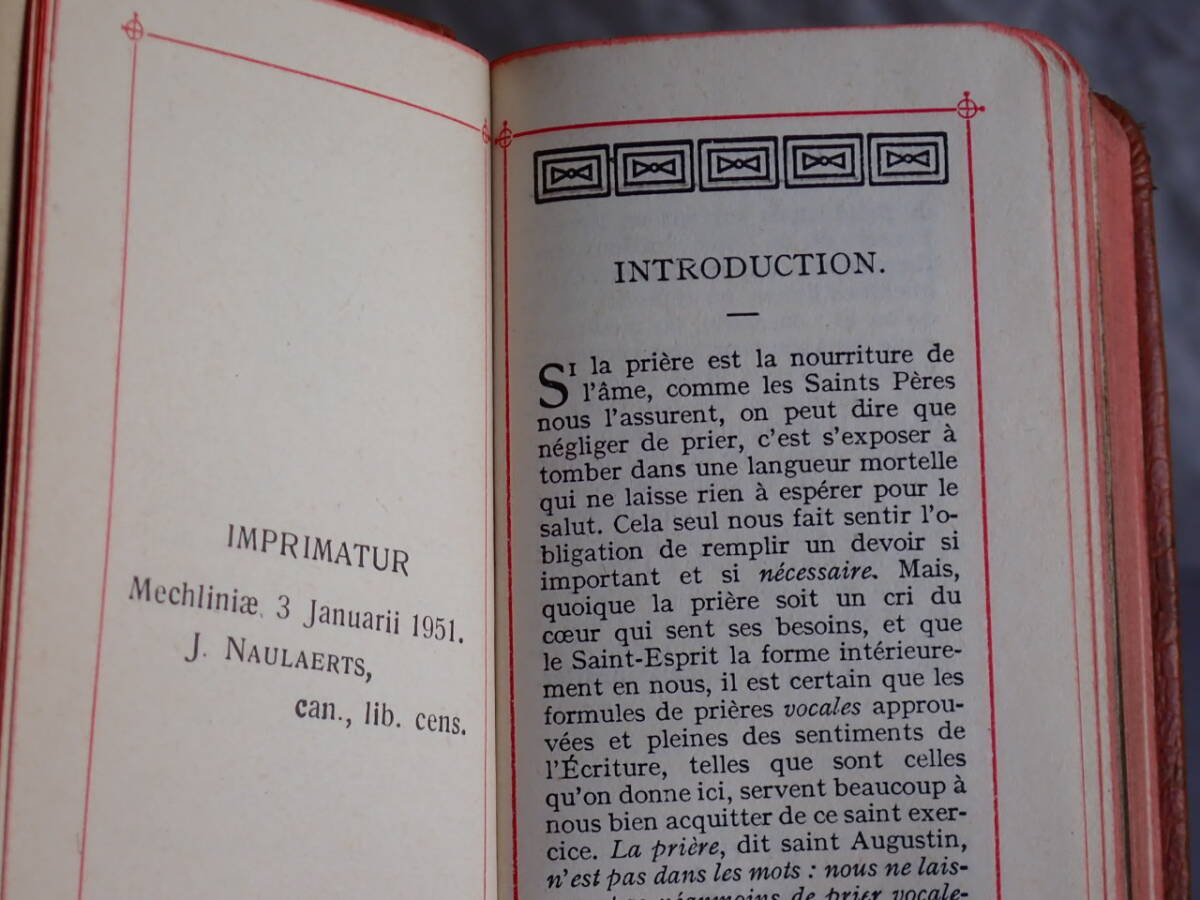 IMPRIMATUR
Mechliniæ, 3 Januarii 1951.
J. NAULAERTS,
can., lib. cens.
INTRODUCTION.
SI la prière est la nourriture de
l'âme, comme les Saints Pères
nous l'assurent, on peut dire que
négliger de prier, c'est s'exposer à
tomber dans une langueur mortelle
qui ne laisse rien à espérer pour le
salut. Cela seul nous fait sentir l'o-
bligation de remplir un devoir si
important et si nécessaire. Mais,
quoique la prière soit un cri du
cœur qui sent ses besoins, et que
le Saint-Esprit la forme intérieure-
ment en nous, il est certain que les
formules de prières vocales approu-
vées et pleines des sentiments de
l'Écriture, telles que sont celles
qu'on donne ici, servent beaucoup à
nous bien acquitter de ce saint exer-
cice. La prière, dit saint Augustin,
n'est pas dans les mots : nous ne lais-
néanmoins de prier vocale-